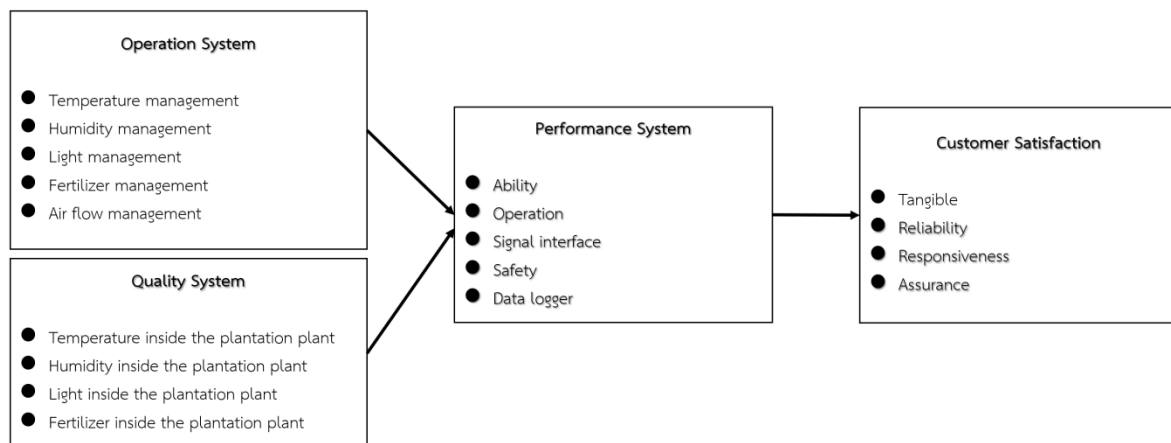 Operation System
● Temperature management
● Humidity management
● Light management
● Fertilizer management
● Air flow management
Quality System
● Temperature inside the plantation plant
● Humidity inside the plantation plant
● Light inside the plantation plant
● Fertilizer inside the plantation plant
Performance System
● Ability
● Operation
● Signal interface
● Safety
● Data logger
Customer Satisfaction
● Tangible
● Reliability
● Responsiveness
● Assurance